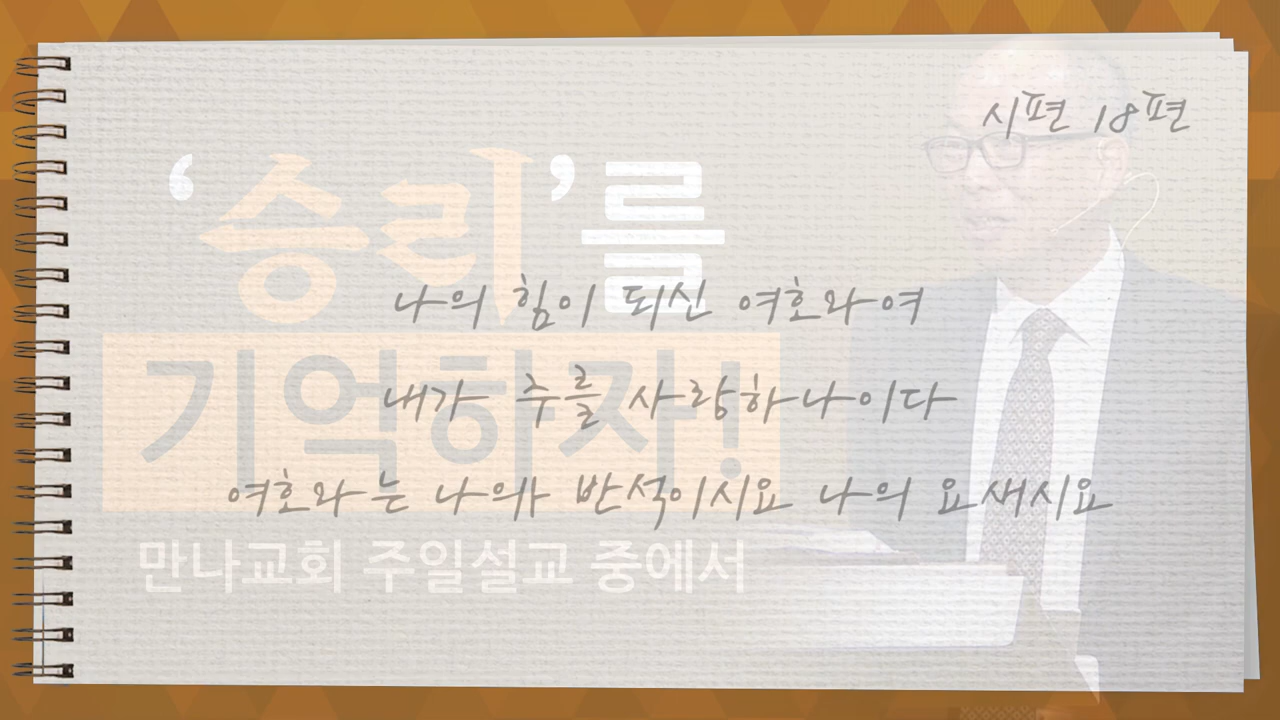 시편 18편
‘승리’를
기억하자!
만나교회 주일설교 중에서
나의 힘이 되신 여호와여
내가 주를 사랑하나이다
여호와는 나의 반석이시요 나의 요새시요